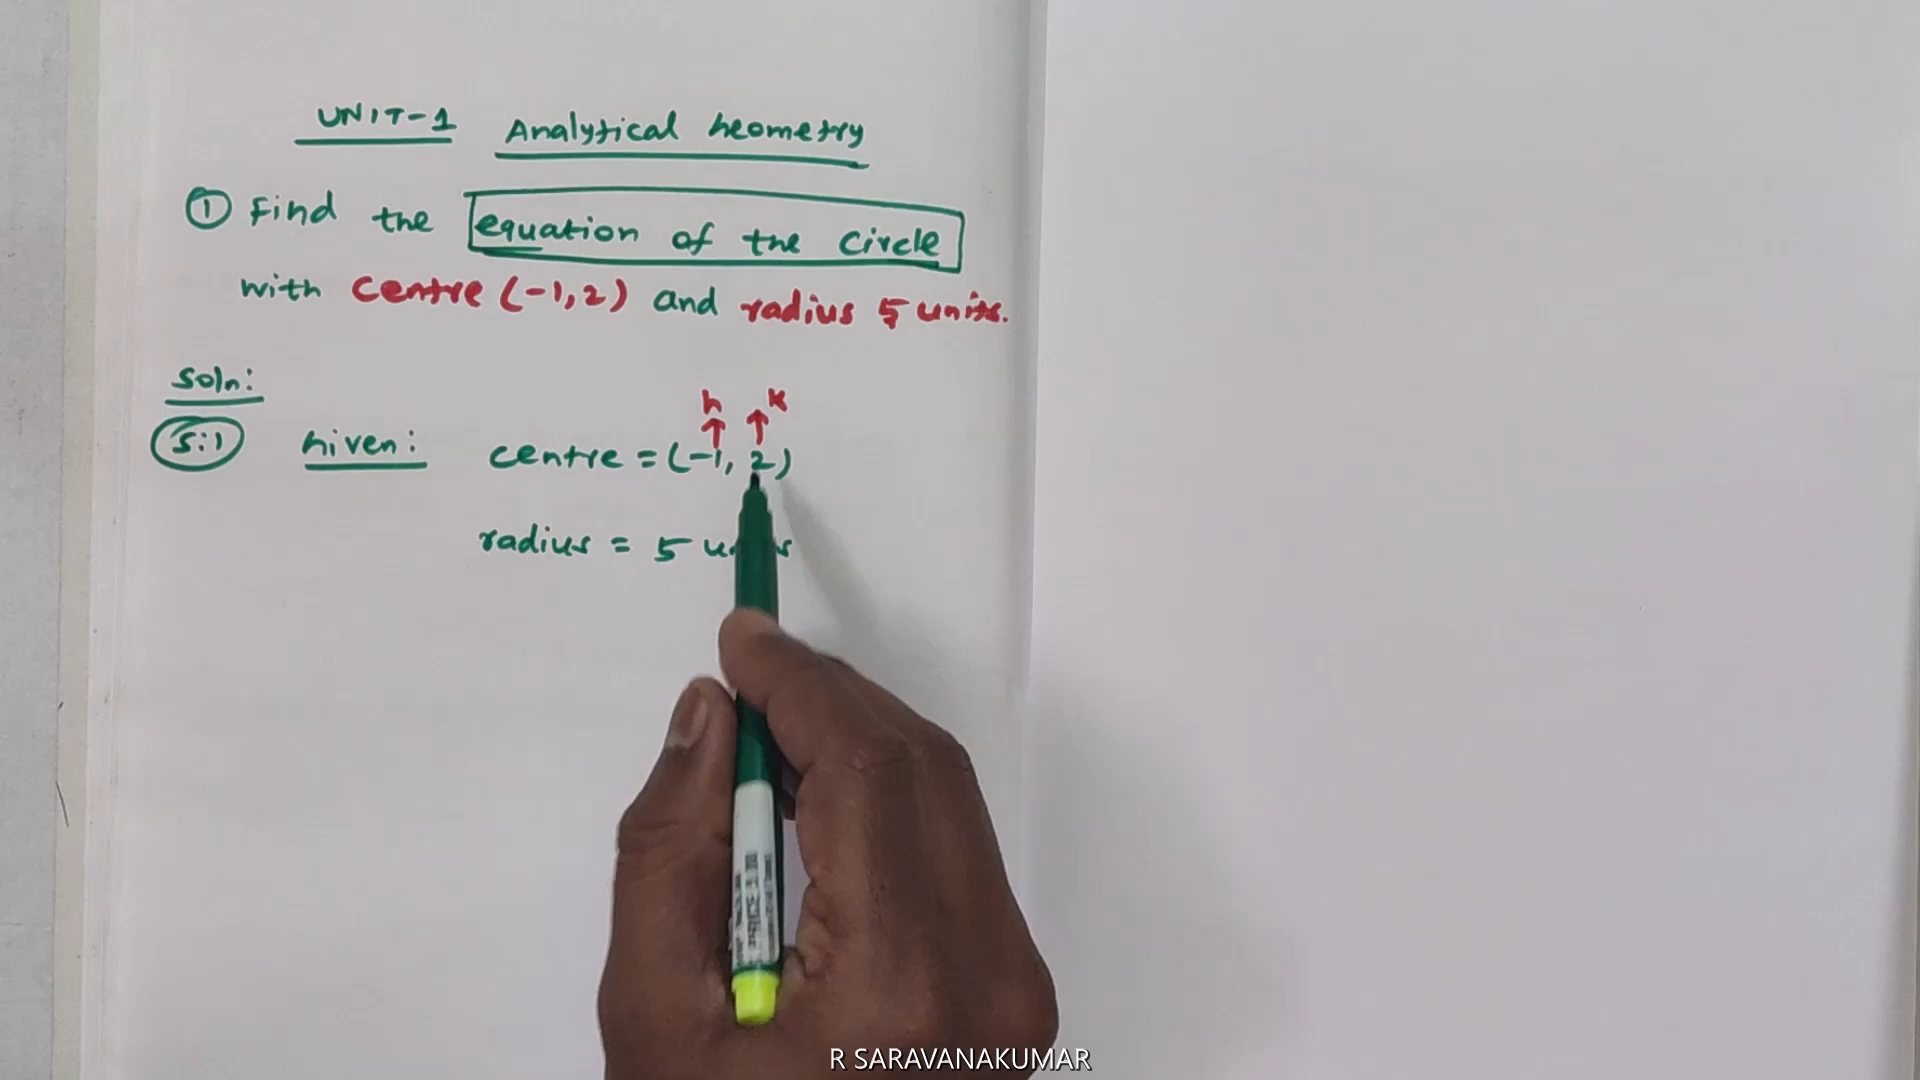 UNIT-1 Analytical Geometry
① Find the equation of the circle
with centre (-1,2) and radius 5 units.
Soln:
h k
S:1 Given: centre = (-1, 2)
radius = 5
R SARAVANAKUMAR